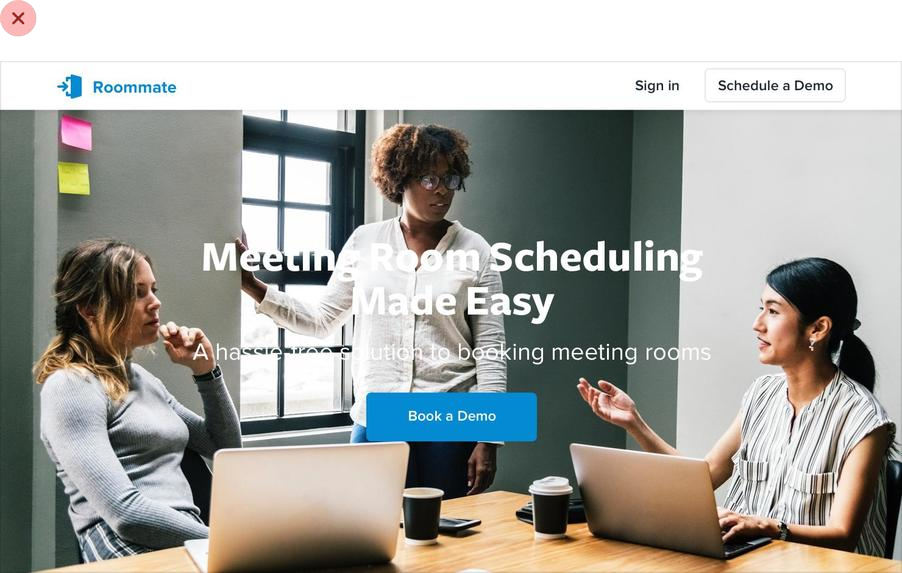 Roommate
Sign in
Schedule a Demo
Meeting Room Scheduling
Made Easy
A hassle-free solution to booking meeting rooms
Book a Demo